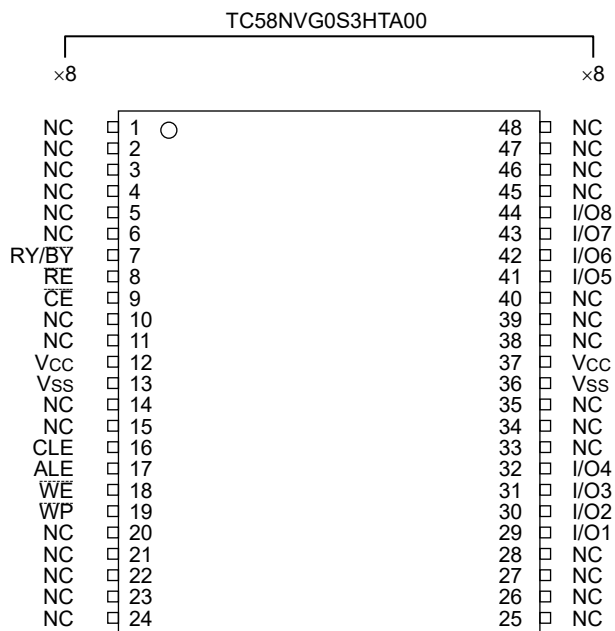 TC58NVG0S3HTA00
×8 ×8
NC 1 48 NC
NC 2 47 NC
NC 3 46 NC
NC 4 45 NC
NC 5 44 I/O8
NC 6 43 I/O7
RY/B̅Y̅ 7 42 I/O6
R̅E̅ 8 41 I/O5
C̅E̅ 9 40 NC
NC 10 39 NC
NC 11 38 NC
VCC 12 37 VCC
VSS 13 36 VSS
NC 14 35 NC
NC 15 34 NC
CLE 16 33 NC
ALE 17 32 I/O4
W̅E̅ 18 31 I/O3
W̅P̅ 19 30 I/O2
NC 20 29 I/O1
NC 21 28 NC
NC 22 27 NC
NC 23 26 NC
NC 24 25 NC